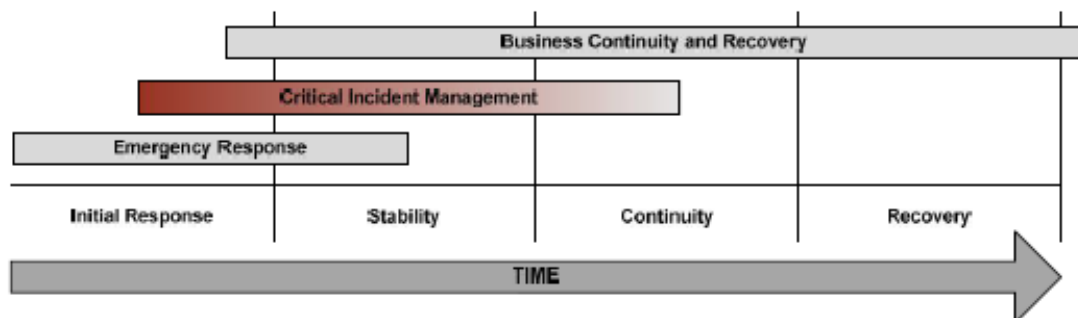 Business Continuity and Recovery
Critical Incident Management
Emergency Response
Initial Response
Stability
Continuity
Recovery
TIME